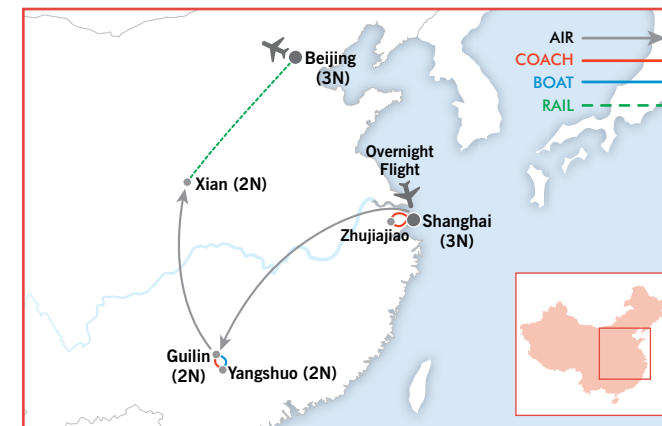 AIR
COACH
BOAT
RAIL
Beijing
(3N)
Overnight
Flight
Xian (2N)
Shanghai
(3N)
Zhujiajiao
Guilin
(2N)
Yangshuo (2N)